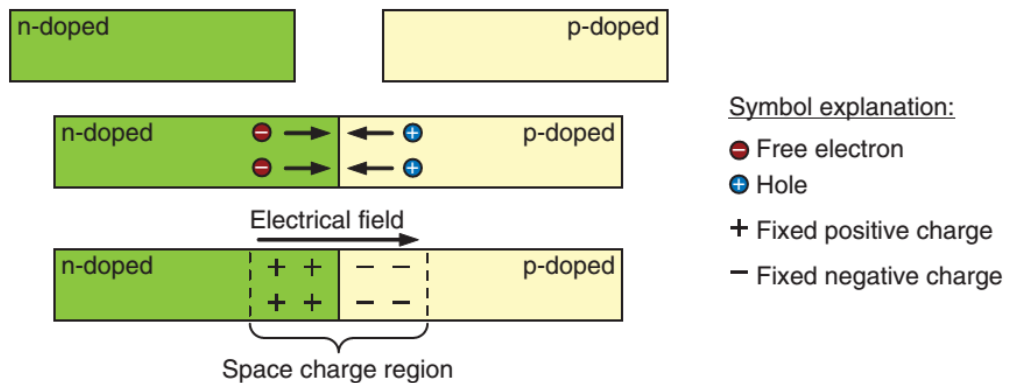 n-doped
p-doped
n-doped
p-doped
Electrical field
n-doped
+ + − −
p-doped
+ + − −
Space charge region
Symbol explanation:
− Free electron
+ Hole
+ Fixed positive charge
− Fixed negative charge